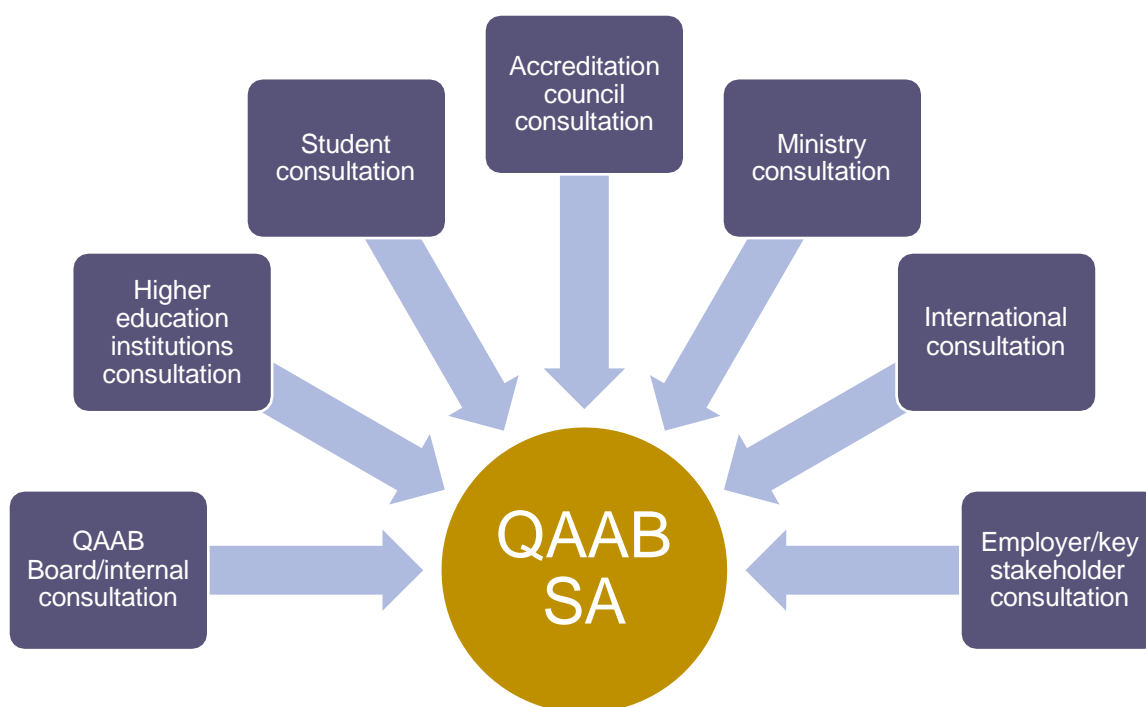 Accreditation
council
consultation
Student
consultation
Ministry
consultation
Higher
education
institutions
consultation
International
consultation
QAAB
Board/internal
consultation
QAAB
SA
Employer/key
stakeholder
consultation